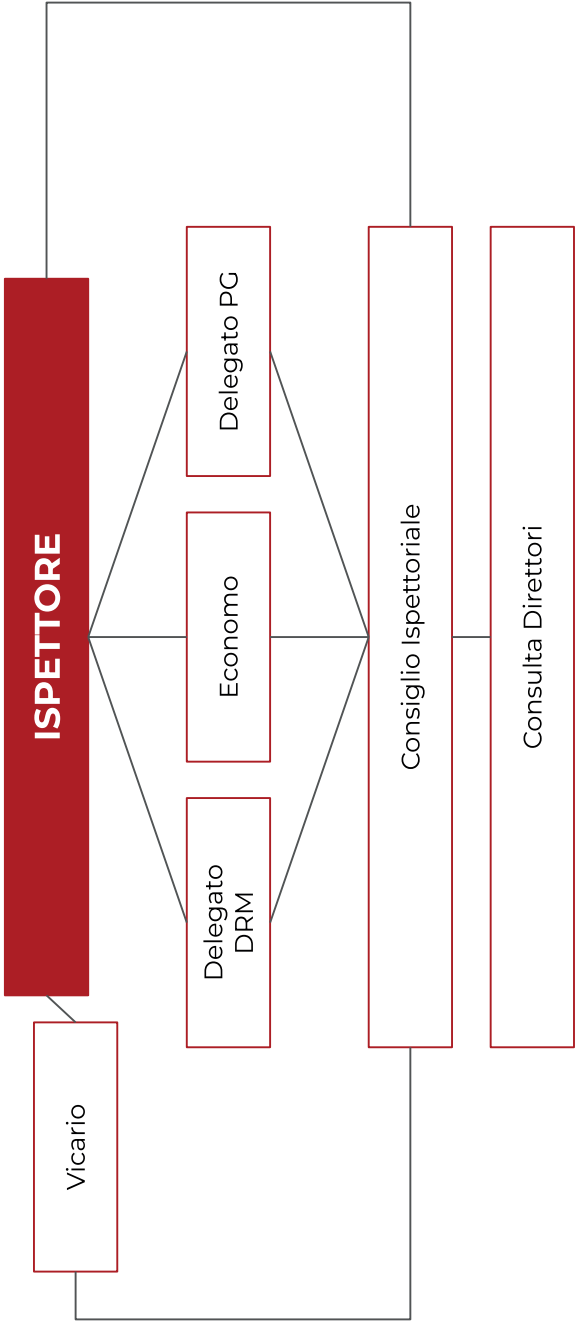 ISPETTORE
Vicario
Delegato
DRM
Economo
Delegato PG
Consiglio Ispettoriale
Consulta Direttori